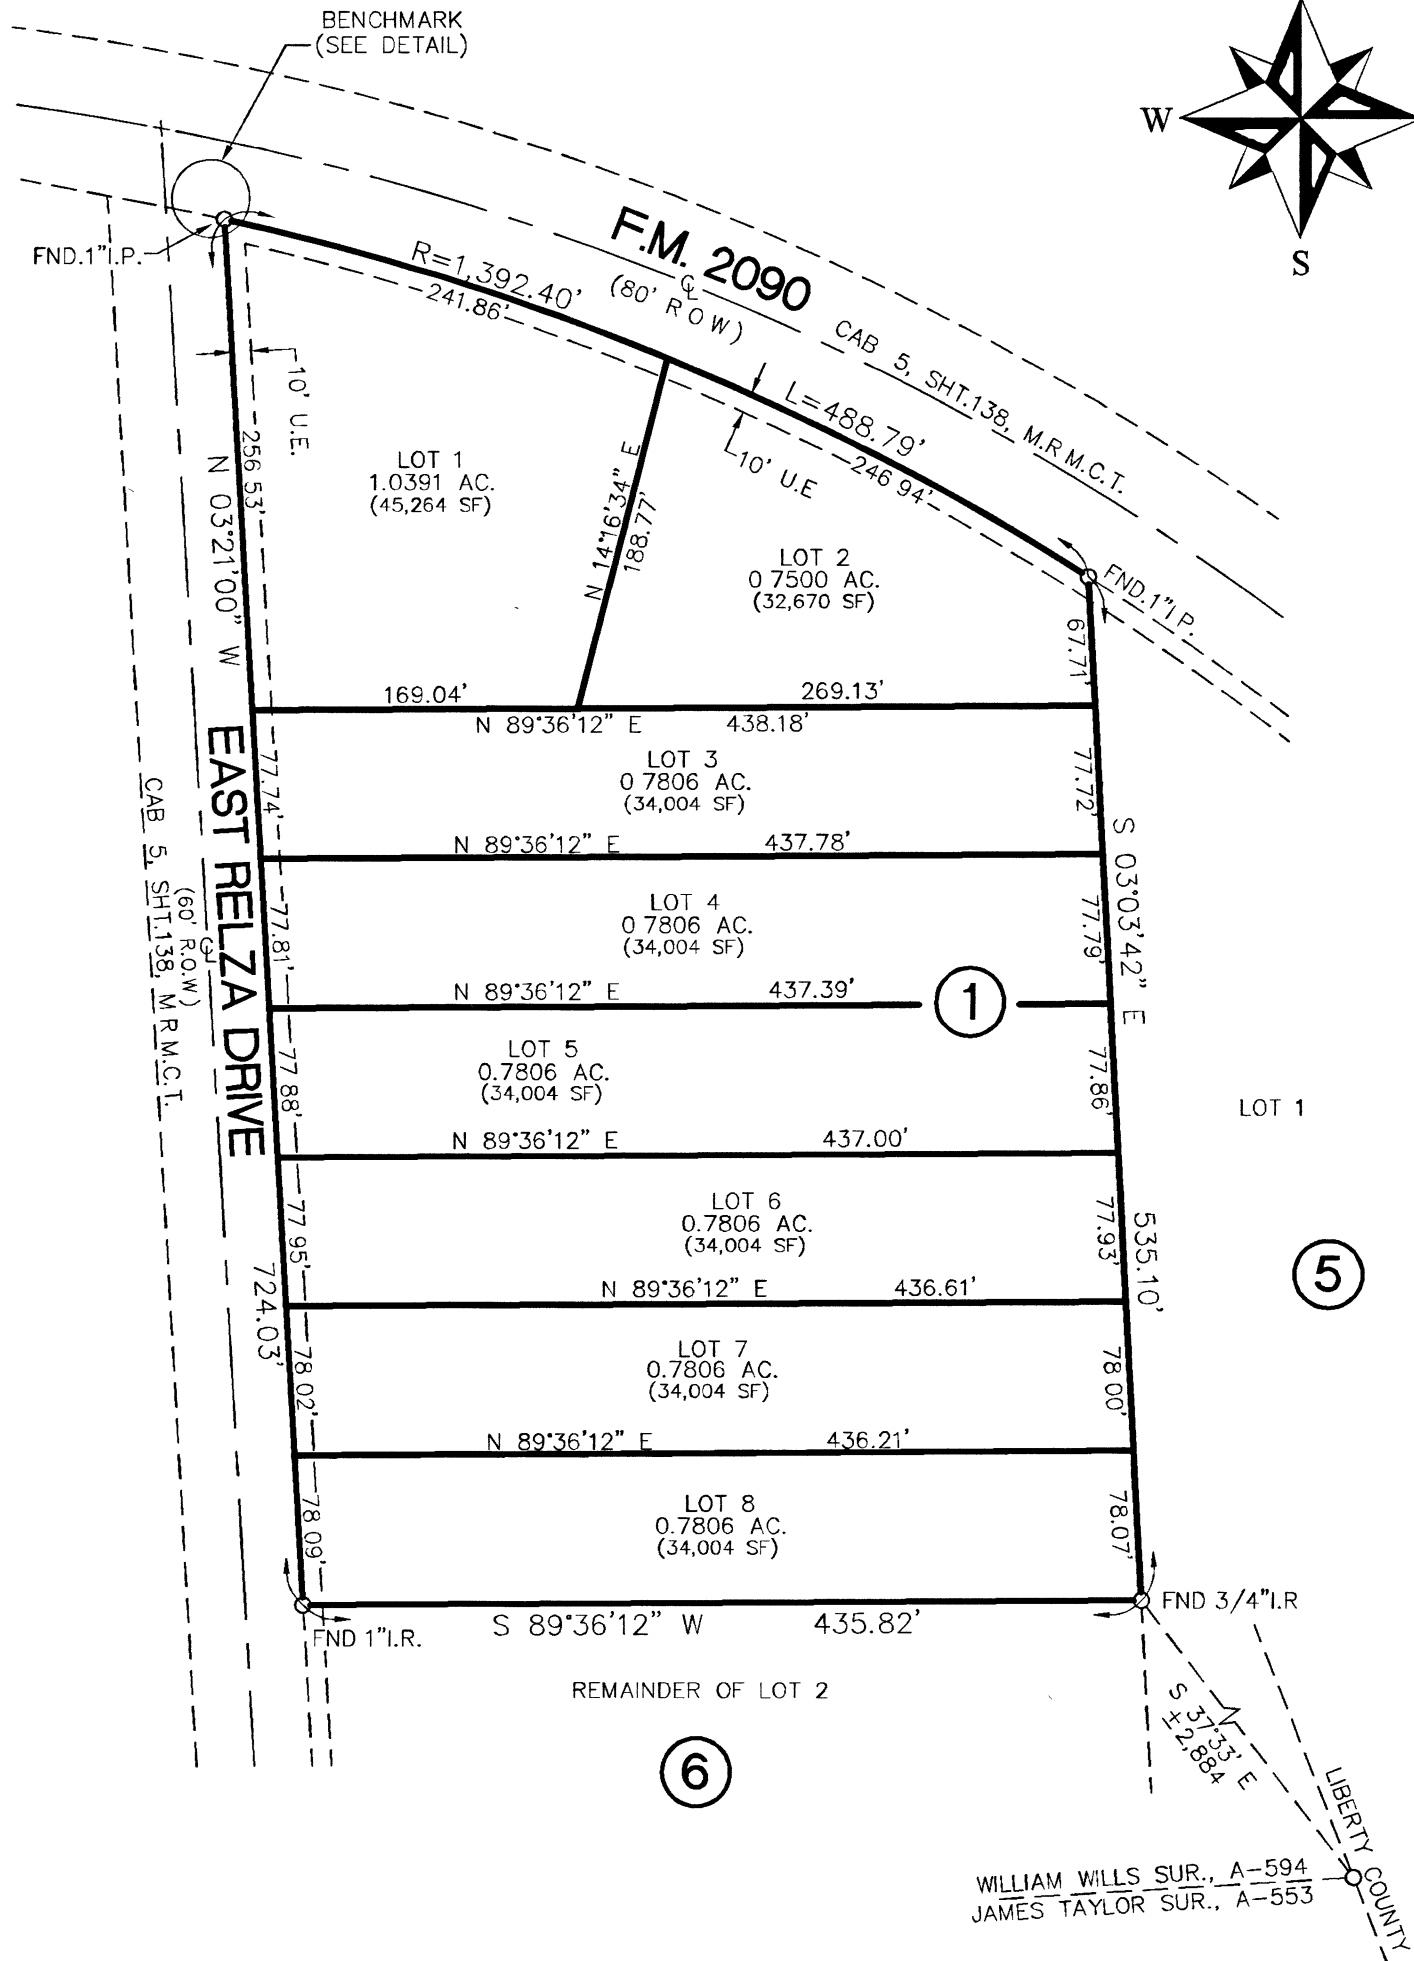 BENCHMARK
(SEE DETAIL)
W
S
FND.1"I.P.
F.M. 2090
(80' R O W)
CAB 5, SHT.138, M.R M.C.T.
R=1,392.40'
241.86'
L=488.79'
246 94'
10' U.E
10' U.E.
FND.1"I P.
256 53'
N 03°21'00" W
LOT 1
1.0391 AC.
(45,264 SF)
N 14°16'34" E
188.77'
LOT 2
0 7500 AC.
(32,670 SF)
67.71'
169.04'
269.13'
N 89°36'12" E 438.18'
EAST RELZA DRIVE
(60' R.O.W)
CAB 5, SHT.138, M R M.C.T.
77.74'
LOT 3
0 7806 AC.
(34,004 SF)
77.72'
S 03°03'42" E
N 89°36'12" E 437.78'
77.81'
LOT 4
0 7806 AC.
(34,004 SF)
77.79'
N 89°36'12" E 437.39'
1
77 88'
LOT 5
0.7806 AC.
(34,004 SF)
77.86'
LOT 1
N 89°36'12" E 437.00'
77 95'
LOT 6
0.7806 AC.
(34,004 SF)
77.93'
535.10'
5
724.03'
N 89°36'12" E 436.61'
78 02'
LOT 7
0.7806 AC.
(34,004 SF)
78 00'
N 89°36'12" E 436.21'
78 09'
LOT 8
0.7806 AC.
(34,004 SF)
78.07'
FND 1"I.R.
S 89°36'12" W 435.82'
FND 3/4"I.R
REMAINDER OF LOT 2
6
S 37°33' E
±2,884
LIBERTY COUNTY
WILLIAM WILLS SUR., A-594
JAMES TAYLOR SUR., A-553